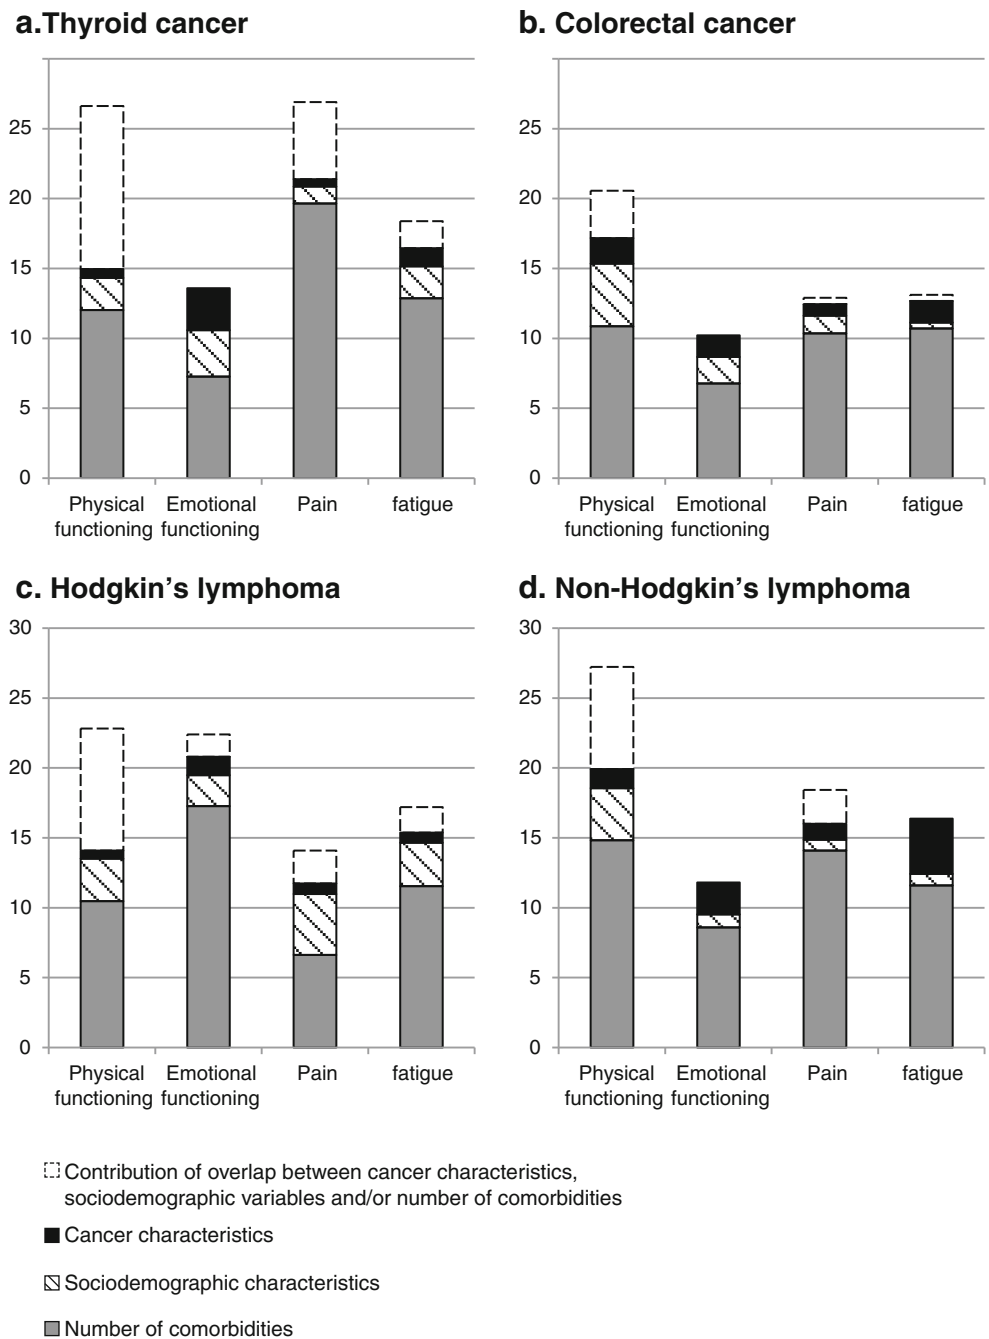 a.Thyroid cancer
25
20
15
10
5
0
Physical functioning
Emotional functioning
Pain
fatigue
b. Colorectal cancer
25
20
15
10
5
0
Physical functioning
Emotional functioning
Pain
fatigue
c. Hodgkin's lymphoma
30
25
20
15
10
5
0
Physical functioning
Emotional functioning
Pain
fatigue
d. Non-Hodgkin's lymphoma
30
25
20
15
10
5
0
Physical functioning
Emotional functioning
Pain
fatigue
Contribution of overlap between cancer characteristics,
sociodemographic variables and/or number of comorbidities
Cancer characteristics
Sociodemographic characteristics
Number of comorbidities